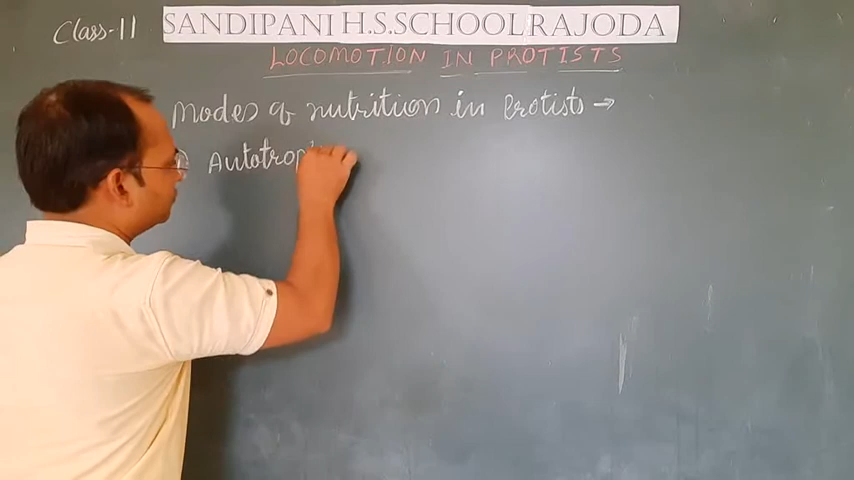 Class-11
SANDIPANI H.S.SCHOOL RAJODA
LOCOMOTION IN PROTISTS
Modes of nutrition in Protists →
Autotrop